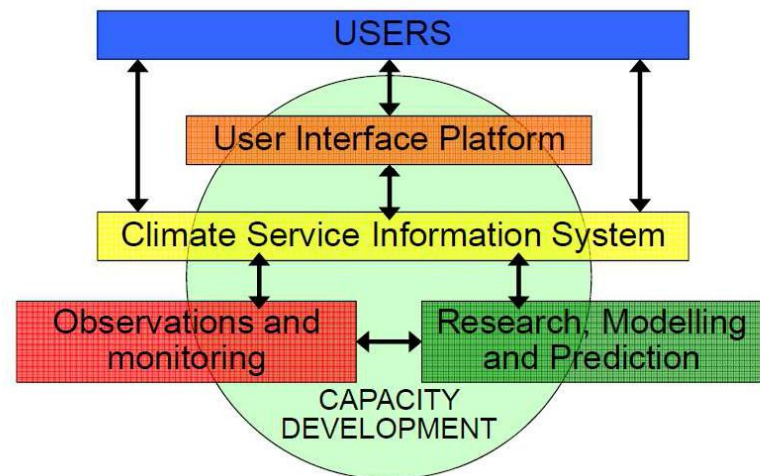 USERS
User Interface Platform
Climate Service Information System
Observations and
monitoring
Research, Modelling
and Prediction
CAPACITY
DEVELOPMENT